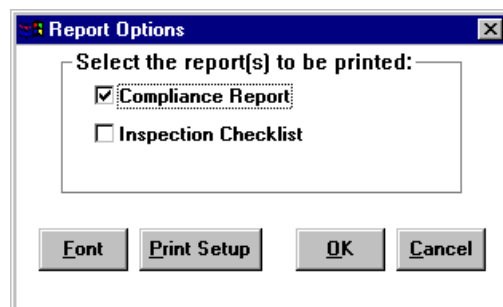 Report Options
Select the report(s) to be printed:
Compliance Report
Inspection Checklist
Font Print Setup OK Cancel